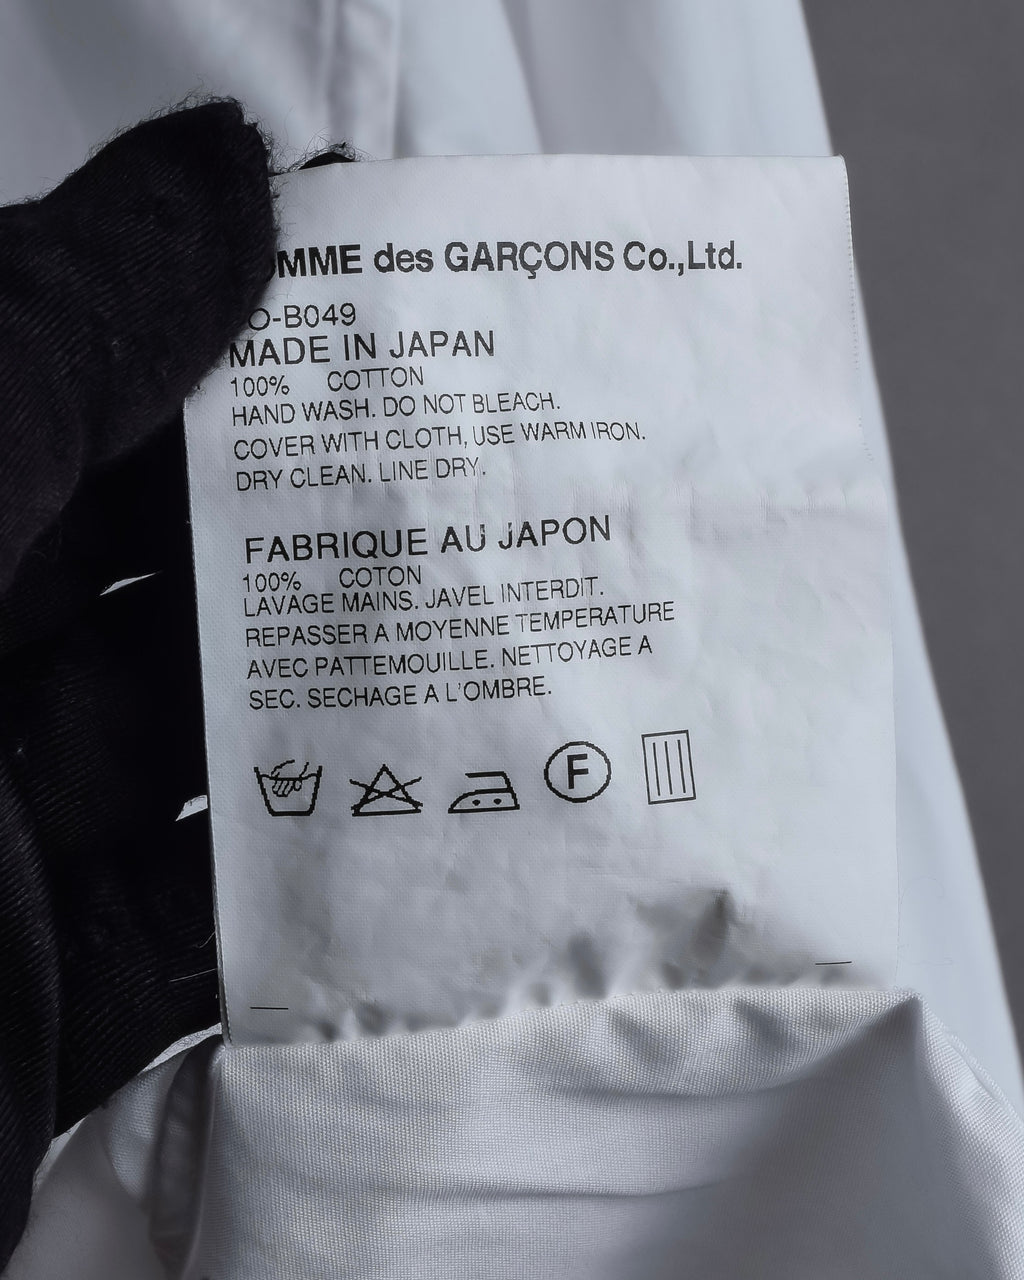 MME des GARÇONS Co.,Ltd.
O-B049
MADE IN JAPAN
100% COTTON
HAND WASH. DO NOT BLEACH.
COVER WITH CLOTH, USE WARM IRON.
DRY CLEAN. LINE DRY.
FABRIQUE AU JAPON
100% COTON
LAVAGE MAINS. JAVEL INTERDIT.
REPASSER A MOYENNE TEMPERATURE
AVEC PATTEMOUILLE. NETTOYAGE A
SEC. SECHAGE A L'OMBRE.
F